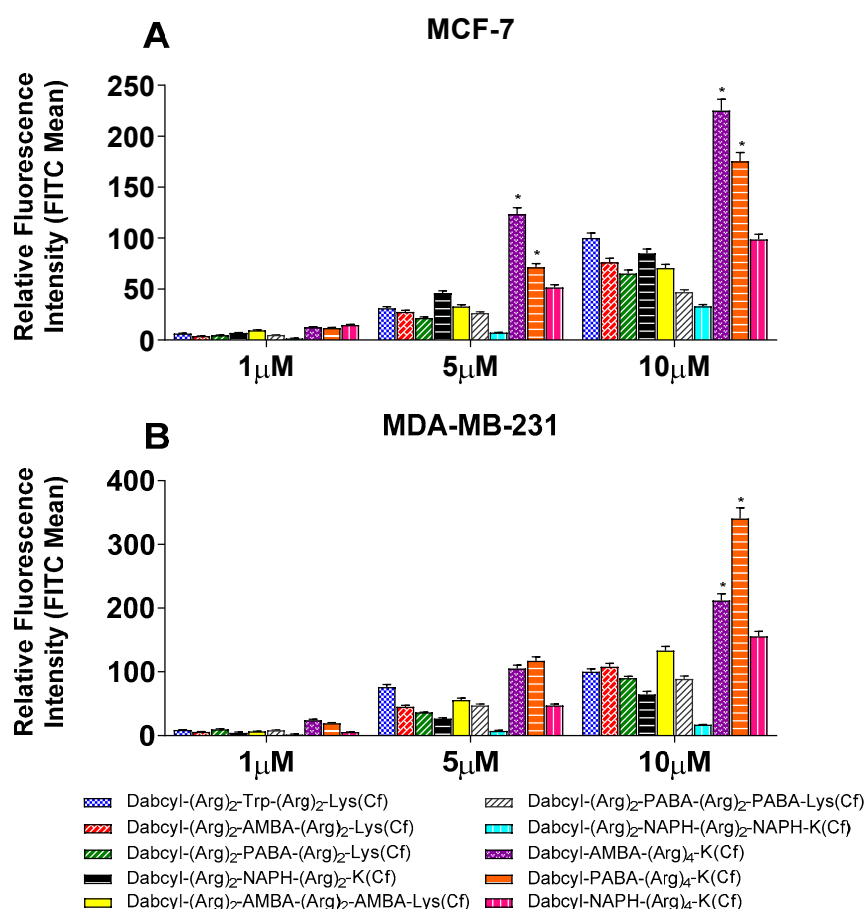 A
MCF-7
Relative Fluorescence
Intensity (FITC Mean)
250
200
150
100
50
0
*
*
*
*
1μM
5μM
10μM
B
MDA-MB-231
Relative Fluorescence
Intensity (FITC Mean)
400
300
200
100
0
*
*
1μM
5μM
10μM
Dabcyl-(Arg)₂-Trp-(Arg)₂-Lys(Cf)
Dabcyl-(Arg)₂-AMBA-(Arg)₂-Lys(Cf)
Dabcyl-(Arg)₂-PABA-(Arg)₂-Lys(Cf)
Dabcyl-(Arg)₂-NAPH-(Arg)₂-K(Cf)
Dabcyl-(Arg)₂-AMBA-(Arg)₂-AMBA-Lys(Cf)
Dabcyl-(Arg)₂-PABA-(Arg)₂-PABA-Lys(Cf)
Dabcyl-(Arg)₂-NAPH-(Arg)₂-NAPH-K(Cf)
Dabcyl-AMBA-(Arg)₄-K(Cf)
Dabcyl-PABA-(Arg)₄-K(Cf)
Dabcyl-NAPH-(Arg)₄-K(Cf)